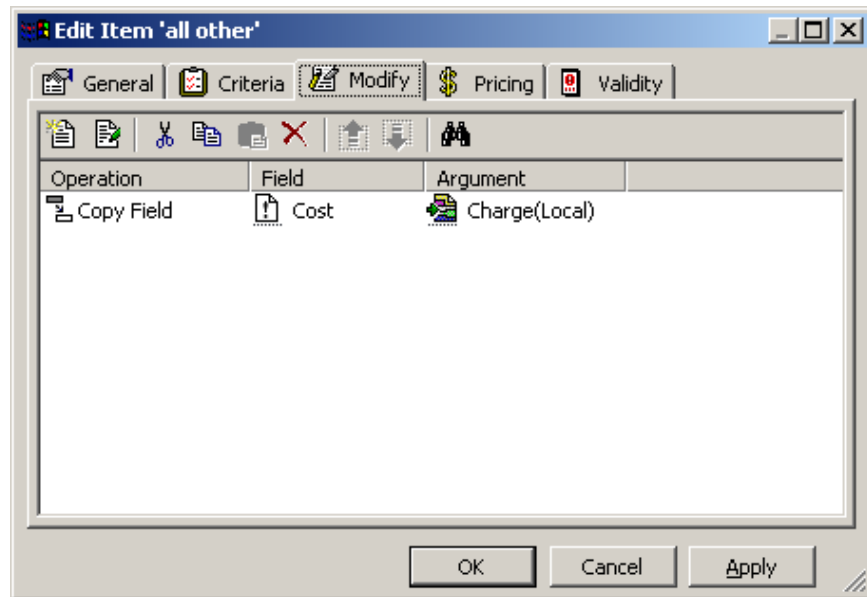 Edit Item 'all other'
General Criteria Modify Pricing Validity
Operation Field Argument
Copy Field Cost Charge(Local)
OK Cancel Apply